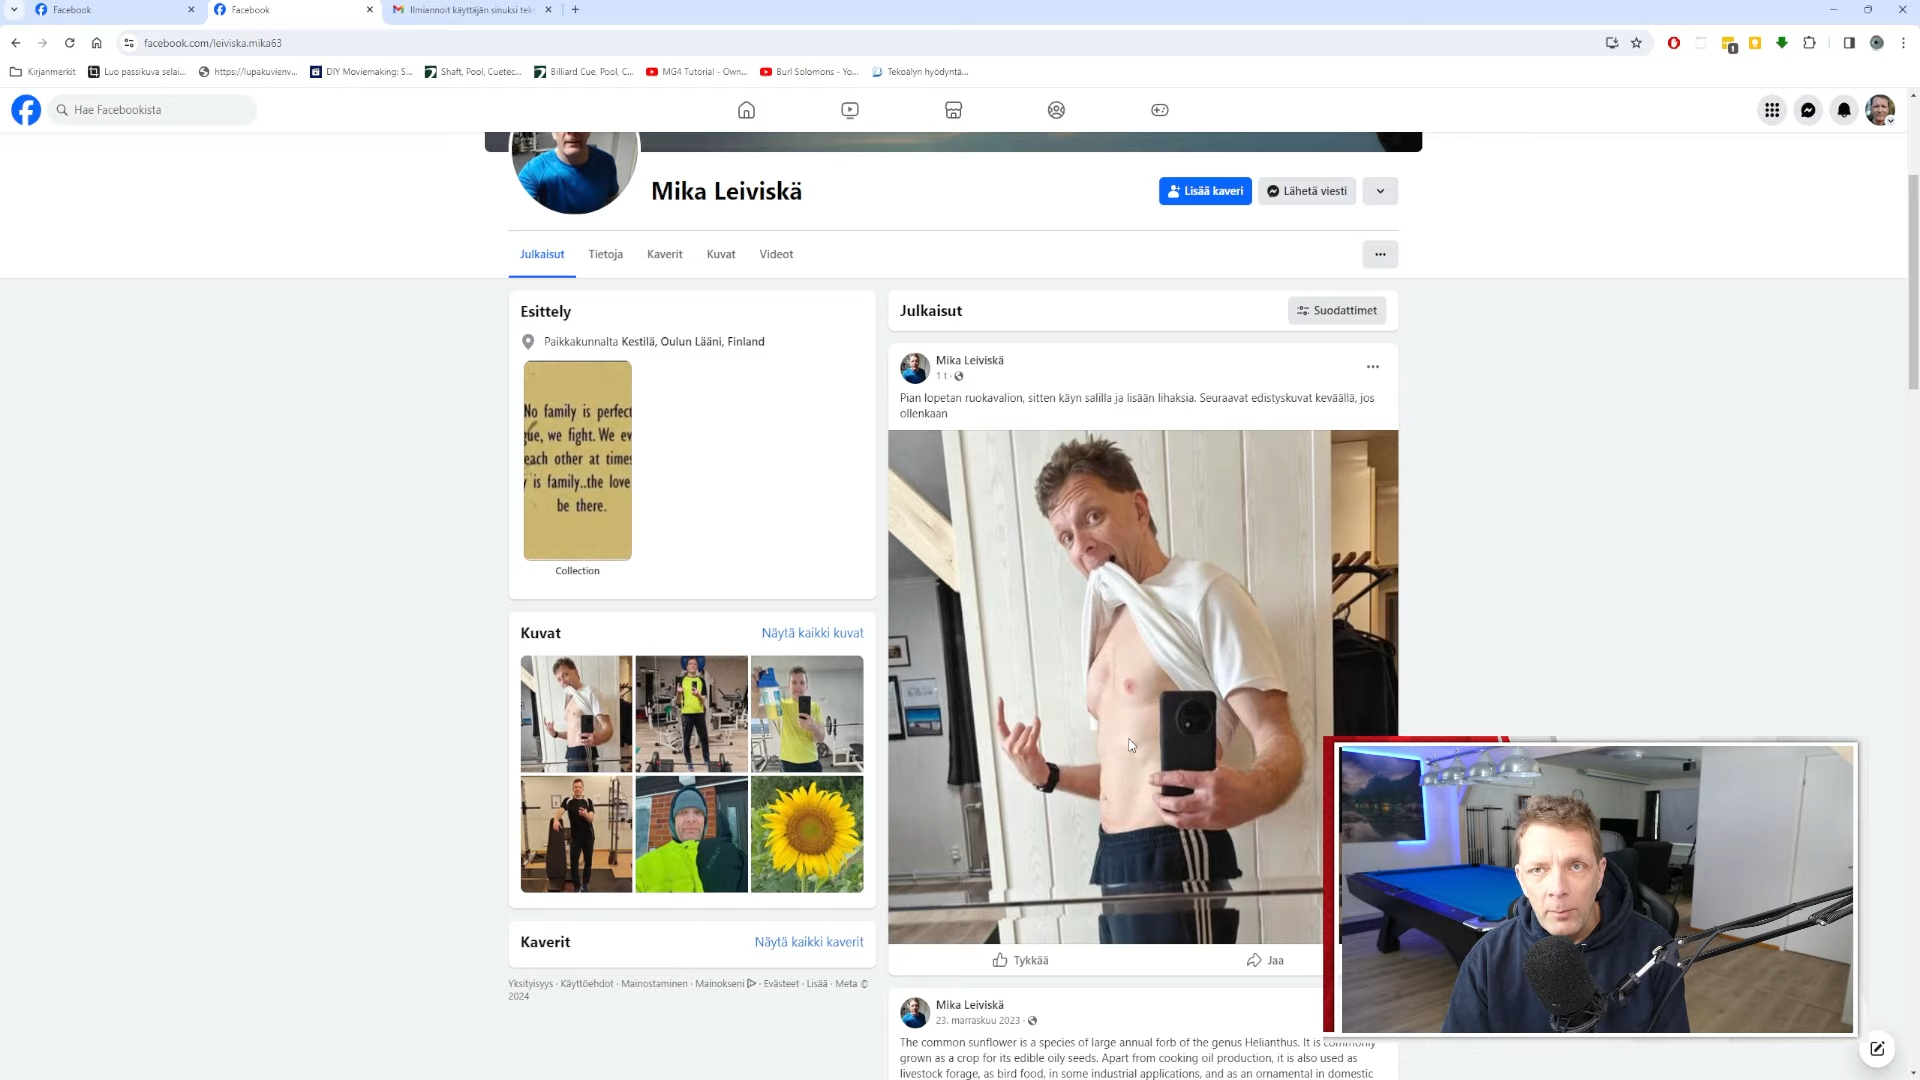 Facebook
Facebook
Ilmiannoit käyttäjän sinuksi tek
facebook.com/leiviska.mika63
Kirjanmerkit
Luo passikuva selai...
https://lupakuvienv...
DIY Moviemaking: S...
Shaft, Pool, Cuetec...
Billiard Cue, Pool, C...
MG4 Tutorial - Own...
Burl Solomons - Yo...
Tekoälyn hyödyntä...
Hae Facebookista
Mika Leiviskä
Lisää kaveri
Lähetä viesti
Julkaisut
Tietoja
Kaverit
Kuvat
Videot
Esittely
Paikkakunnalta Kestilä, Oulun Lääni, Finland
No family is perfect
gue, we fight. We ev
each other at times
y is family..the love
be there.
Collection
Kuvat
Näytä kaikki kuvat
Kaverit
Näytä kaikki kaverit
Yksityisyys · Käyttöehdot · Mainostaminen · Mainokseni · Evästeet · Lisää · Meta ©
2024
Julkaisut
Suodattimet
Mika Leiviskä
1 t ·
Pian lopetan ruokavalion, sitten käyn salilla ja lisään lihaksia. Seuraavat edistyskuvat keväällä, jos
ollenkaan
Tykkää
Jaa
Mika Leiviskä
23. marraskuu 2023 ·
The common sunflower is a species of large annual forb of the genus Helianthus. It is commonly
grown as a crop for its edible oily seeds. Apart from cooking oil production, it is also used as
livestock forage, as bird food, in some industrial applications, and as an ornamental in domestic